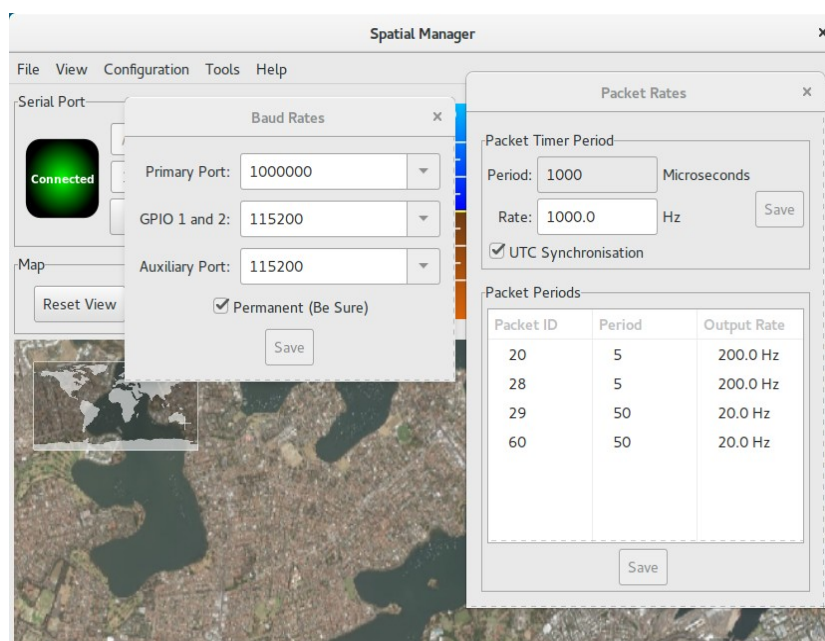 Spatial Manager
File View Configuration Tools Help
Serial Port
Connected
Map
Reset View
Baud Rates
Primary Port: 1000000
GPIO 1 and 2: 115200
Auxiliary Port: 115200
Permanent (Be Sure)
Save
Packet Rates
Packet Timer Period
Period: 1000 Microseconds
Rate: 1000.0 Hz
Save
UTC Synchronisation
Packet Periods
Packet ID Period Output Rate
20 5 200.0 Hz
28 5 200.0 Hz
29 50 20.0 Hz
60 50 20.0 Hz
Save